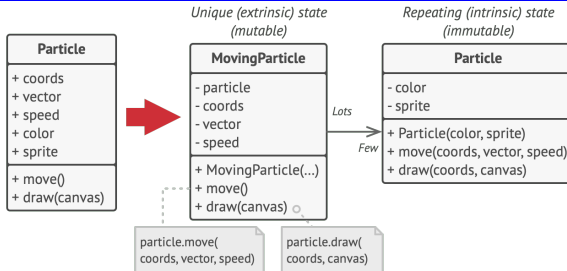 Unique (extrinsic) state
(mutable)
Repeating (intrinsic) state
(immutable)
Particle
+ coords
+ vector
+ speed
+ color
+ sprite
+ move()
+ draw(canvas)
MovingParticle
- particle
- coords
- vector
- speed
+ MovingParticle(...)
+ move()
+ draw(canvas)
Lots
Few
Particle
- color
- sprite
+ Particle(color, sprite)
+ move(coords, vector, speed)
+ draw(coords, canvas)
particle.move(
coords, vector, speed)
particle.draw(
coords, canvas)